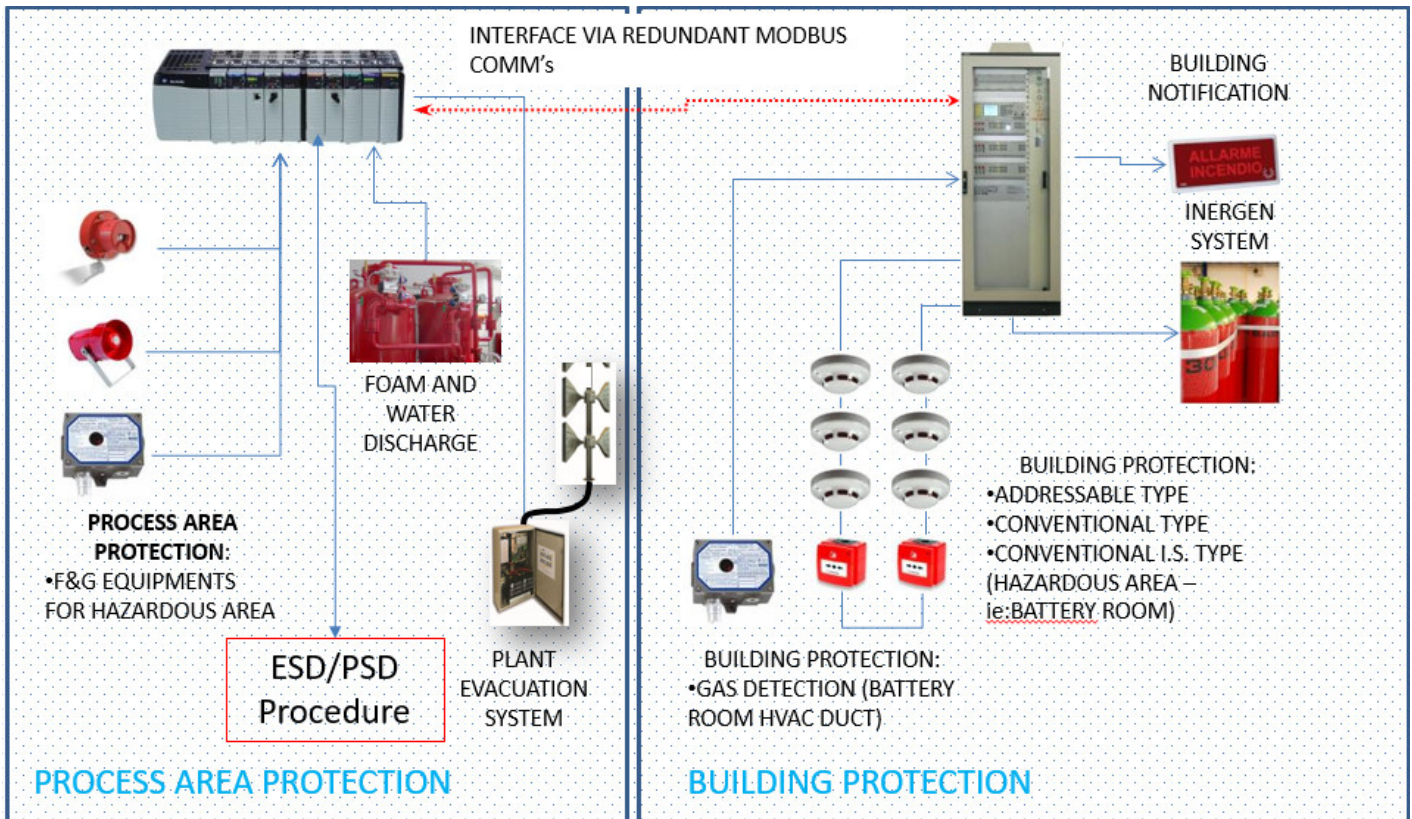 INTERFACE VIA REDUNDANT MODBUS
COMM's
BUILDING
NOTIFICATION
ALLARME
INCENDIO
INERGEN
SYSTEM
30
FOAM AND
WATER
DISCHARGE
PROCESS AREA
PROTECTION:
•F&G EQUIPMENTS
FOR HAZARDOUS AREA
ESD/PSD
Procedure
PLANT
EVACUATION
SYSTEM
BUILDING PROTECTION:
•ADDRESSABLE TYPE
•CONVENTIONAL TYPE
•CONVENTIONAL I.S. TYPE
(HAZARDOUS AREA –
ie:BATTERY ROOM)
BUILDING PROTECTION:
•GAS DETECTION (BATTERY
ROOM HVAC DUCT)
PROCESS AREA PROTECTION
BUILDING PROTECTION